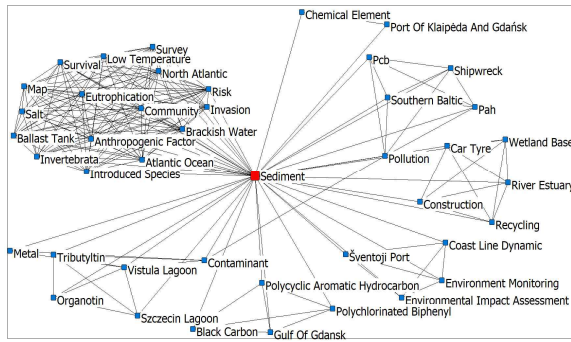 Chemical Element
Port Of Klaipėda And Gdańsk
Survey
Low Temperature
Survival
North Atlantic
Pcb
Shipwreck
Map
Eutrophication
Risk
Southern Baltic
Pah
Salt
Community
Invasion
Brackish Water
Ballast Tank
Anthropogenic Factor
Car Tyre
Wetland Base
Invertebrata
Atlantic Ocean
Pollution
Introduced Species
Sediment
River Estuary
Construction
Recycling
Coast Line Dynamic
Metal
Tributyltin
Contaminant
Šventoji Port
Vistula Lagoon
Polycyclic Aromatic Hydrocarbon
Environment Monitoring
Organotin
Environmental Impact Assessment
Szczecin Lagoon
Polychlorinated Biphenyl
Black Carbon
Gulf Of Gdansk